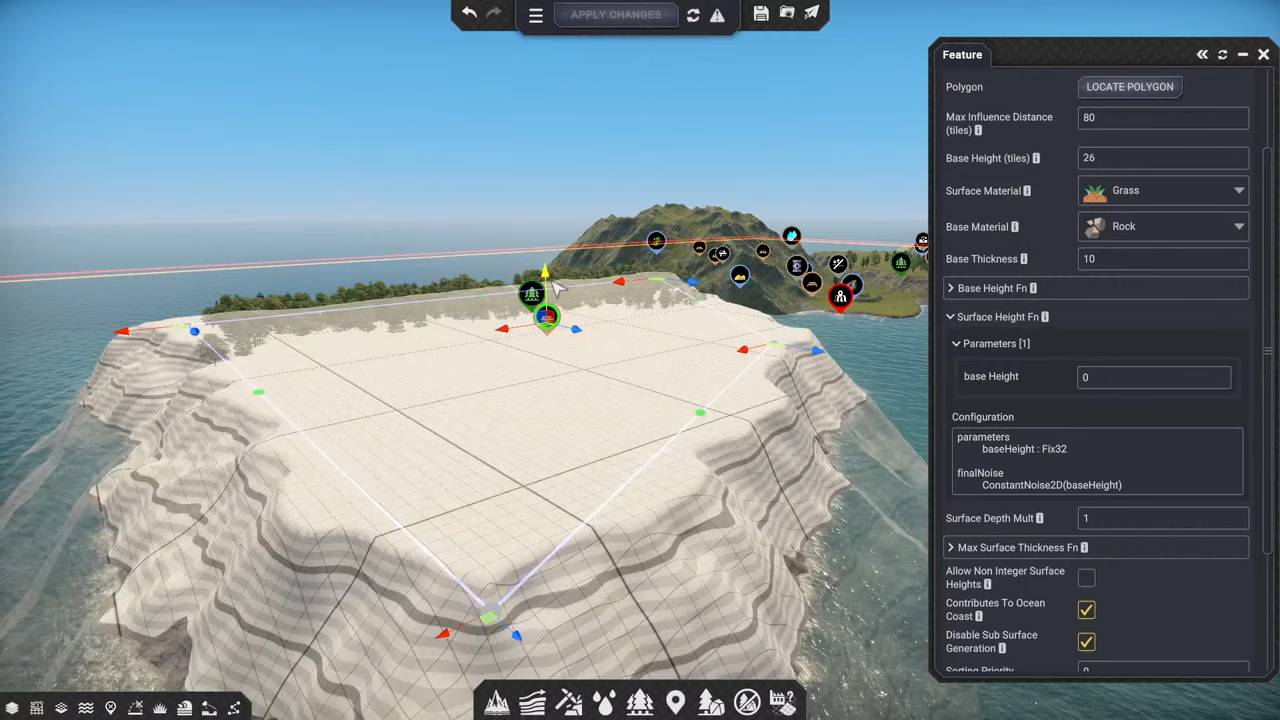 APPLY CHANGES
Feature
Polygon
LOCATE POLYGON
Max Influence Distance
(tiles)
80
Base Height (tiles)
26
Surface Material
Grass
Base Material
Rock
Base Thickness
10
Base Height Fn
Surface Height Fn
Parameters [1]
base Height
0
Configuration
parameters
baseHeight : Fix32
finalNoise
ConstantNoise2D(baseHeight)
Surface Depth Mult
1
Max Surface Thickness Fn
Allow Non Integer Surface
Heights
Contributes To Ocean
Coast
Disable Sub Surface
Generation
Sorting Priority